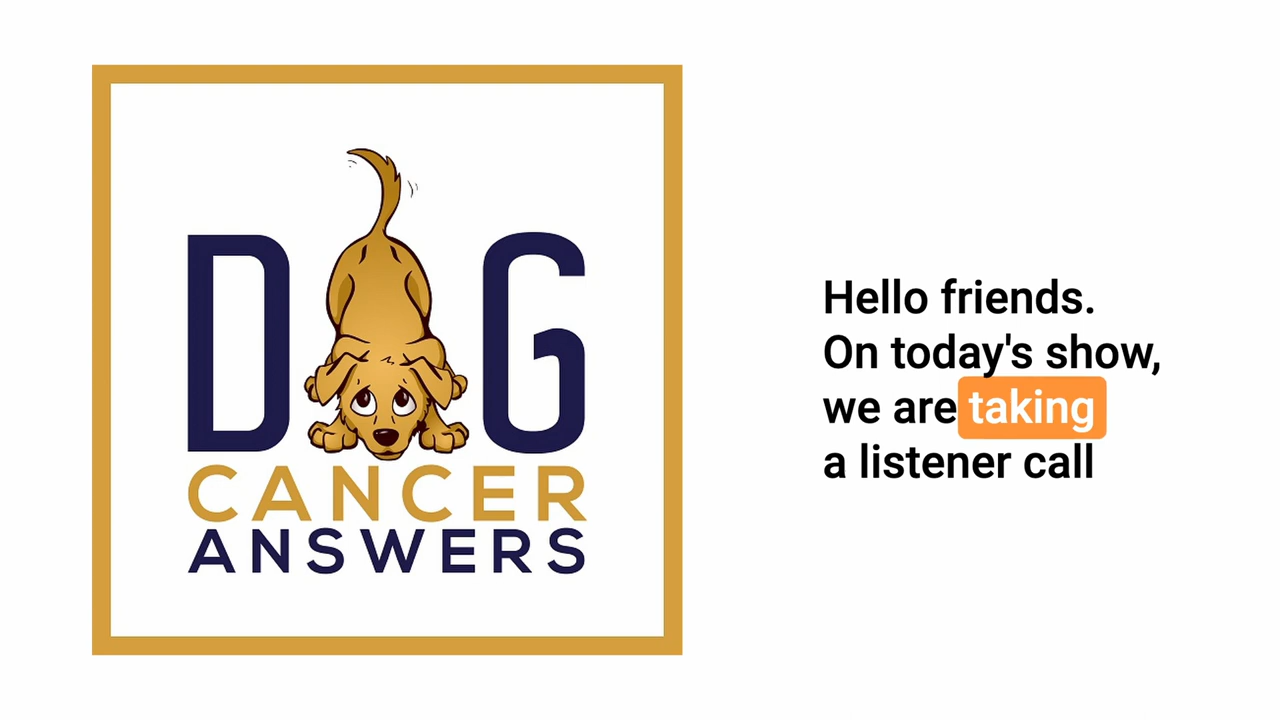 DOG
CANCER
ANSWERS
Hello friends.
On today's show,
we are taking
a listener call